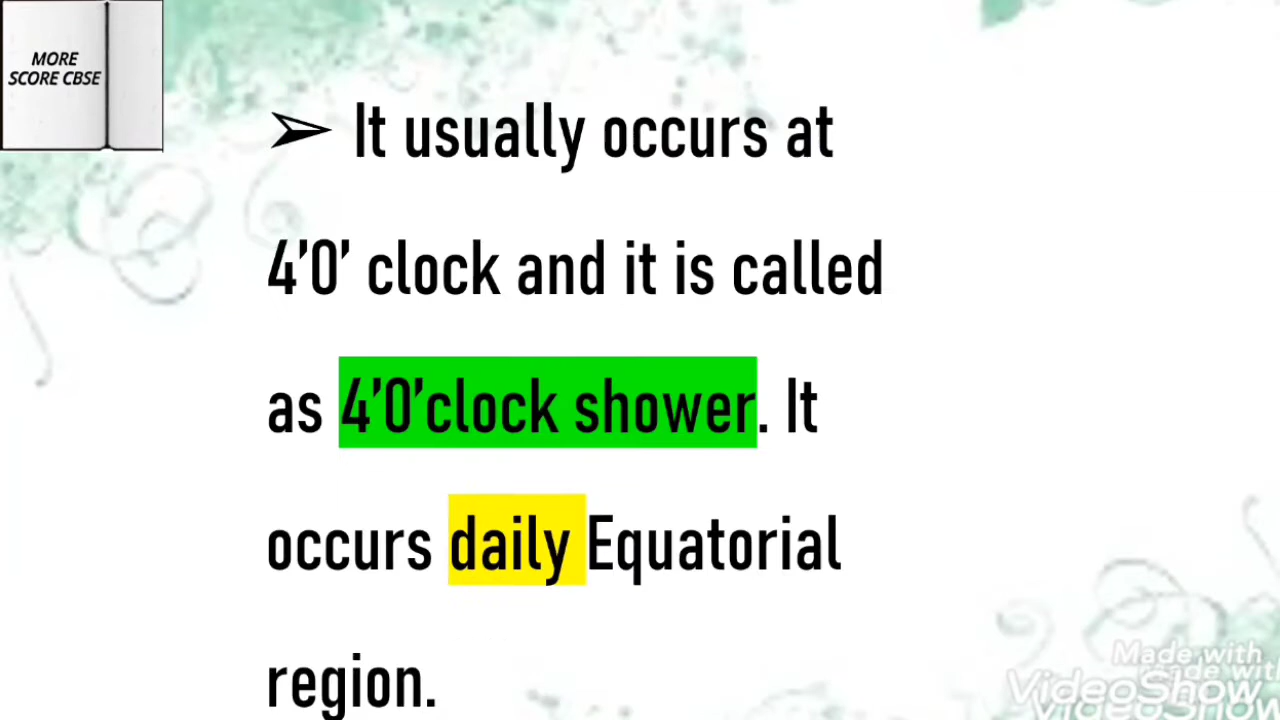 MORE
SCORE CBSE
➢ It usually occurs at
4’0’ clock and it is called
as 4’0’clock shower. It
occurs daily Equatorial
region.
Made with
VideoShow